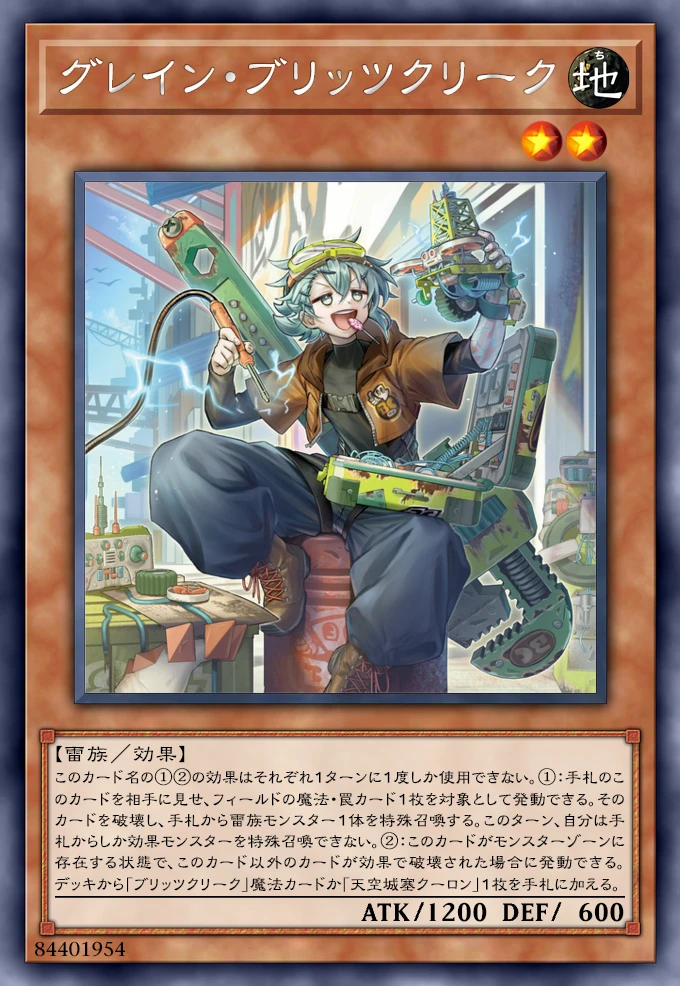 グレイン・ブリッツクリーク
ち
地
【雷族／効果】
このカード名の①②の効果はそれぞれ1ターンに1度しか使用できない。①：手札のこ
のカードを相手に見せ、フィールドの魔法・罠カード1枚を対象として発動できる。その
カードを破壊し、手札から雷族モンスター1体を特殊召喚する。このターン、自分は手
札からしか効果モンスターを特殊召喚できない。②：このカードがモンスターゾーンに
存在する状態で、このカード以外のカードが効果で破壊された場合に発動できる。
デッキから「ブリッツクリーク」魔法カードか「天空城塞クーロン」1枚を手札に加える。
ATK/1200 DEF/ 600
84401954